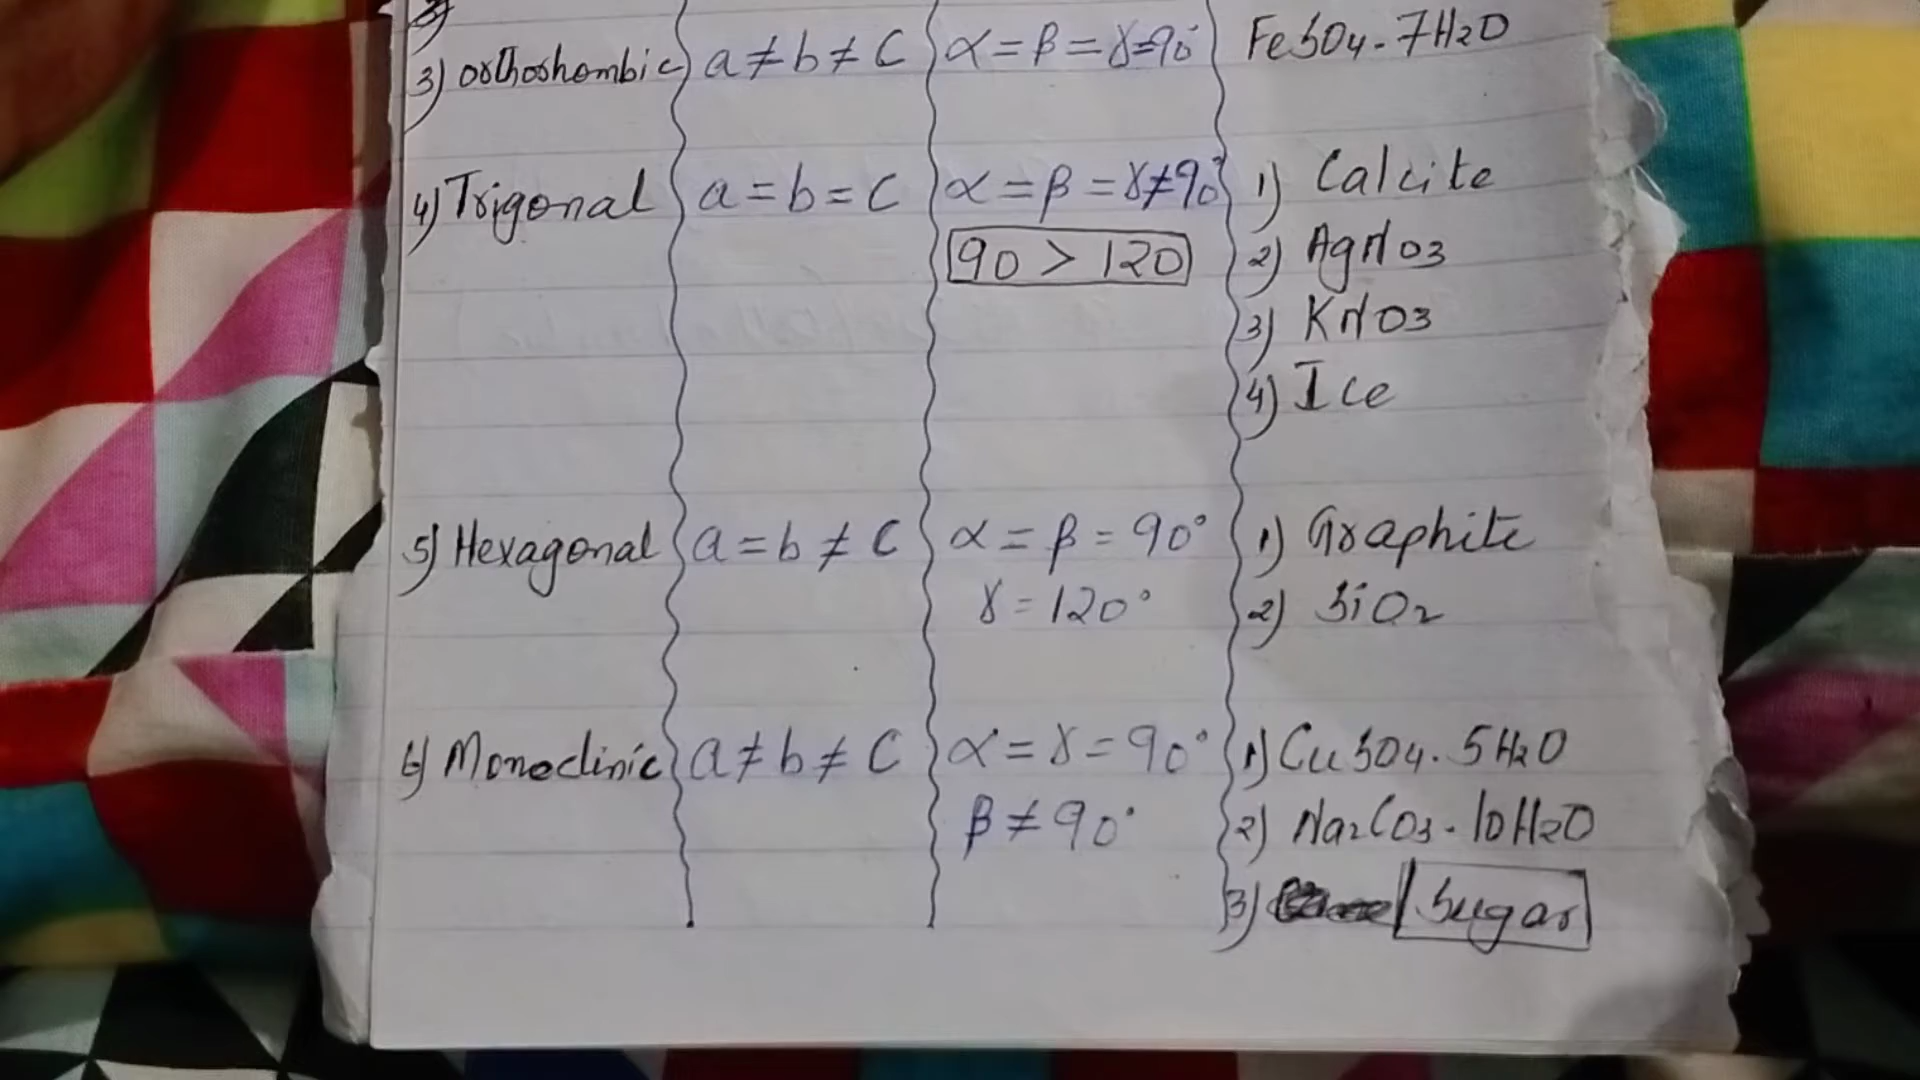 3) Orthorhombic a ≠ b ≠ C α = β = γ = 90° FeSO4 - 7H2O
4) Trigonal a = b = C α = β = γ ≠ 90° 1) Calcite
90 > 120 2) AgNO3
3) KNO3
4) Ice
5) Hexagonal a = b ≠ C α = β = 90° 1) Graphite
γ = 120° 2) SiO2
6) Monoclinic a ≠ b ≠ C α = γ = 90° 1) CuSO4 . 5H2O
β ≠ 90° 2) Na2CO3 - 10H2O
3) Sugar